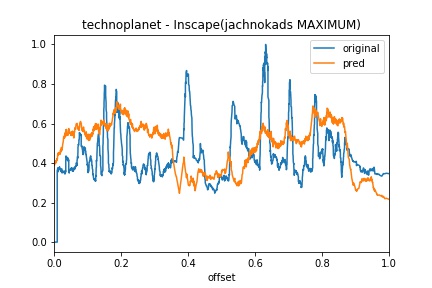 technoplanet - Inscape(jachnokads MAXIMUM)
original
pred
1.0
0.8
0.6
0.4
0.2
0.0
0.0 0.2 0.4 0.6 0.8 1.0
offset